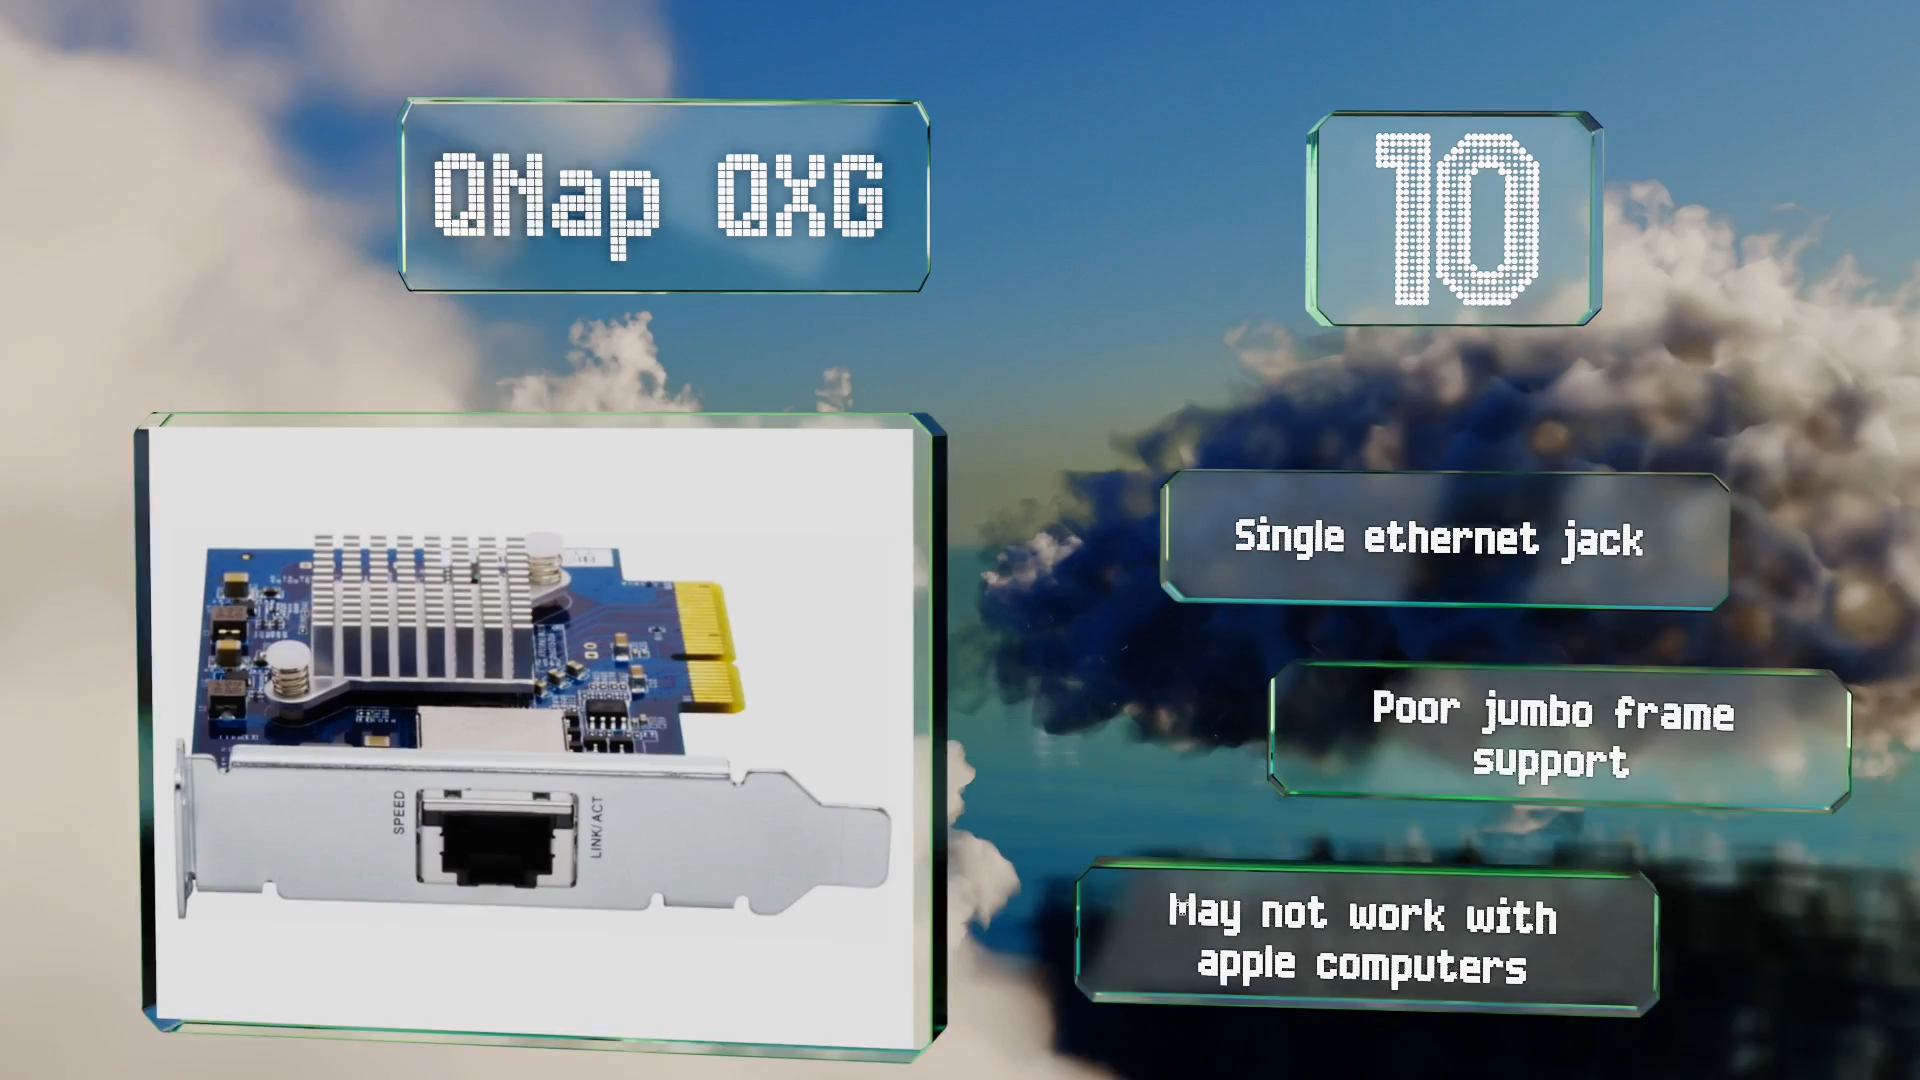 QNap QXG
10
Single ethernet jack
Poor jumbo frame
support
May not work with
apple computers
SPEED
LINK/ACT